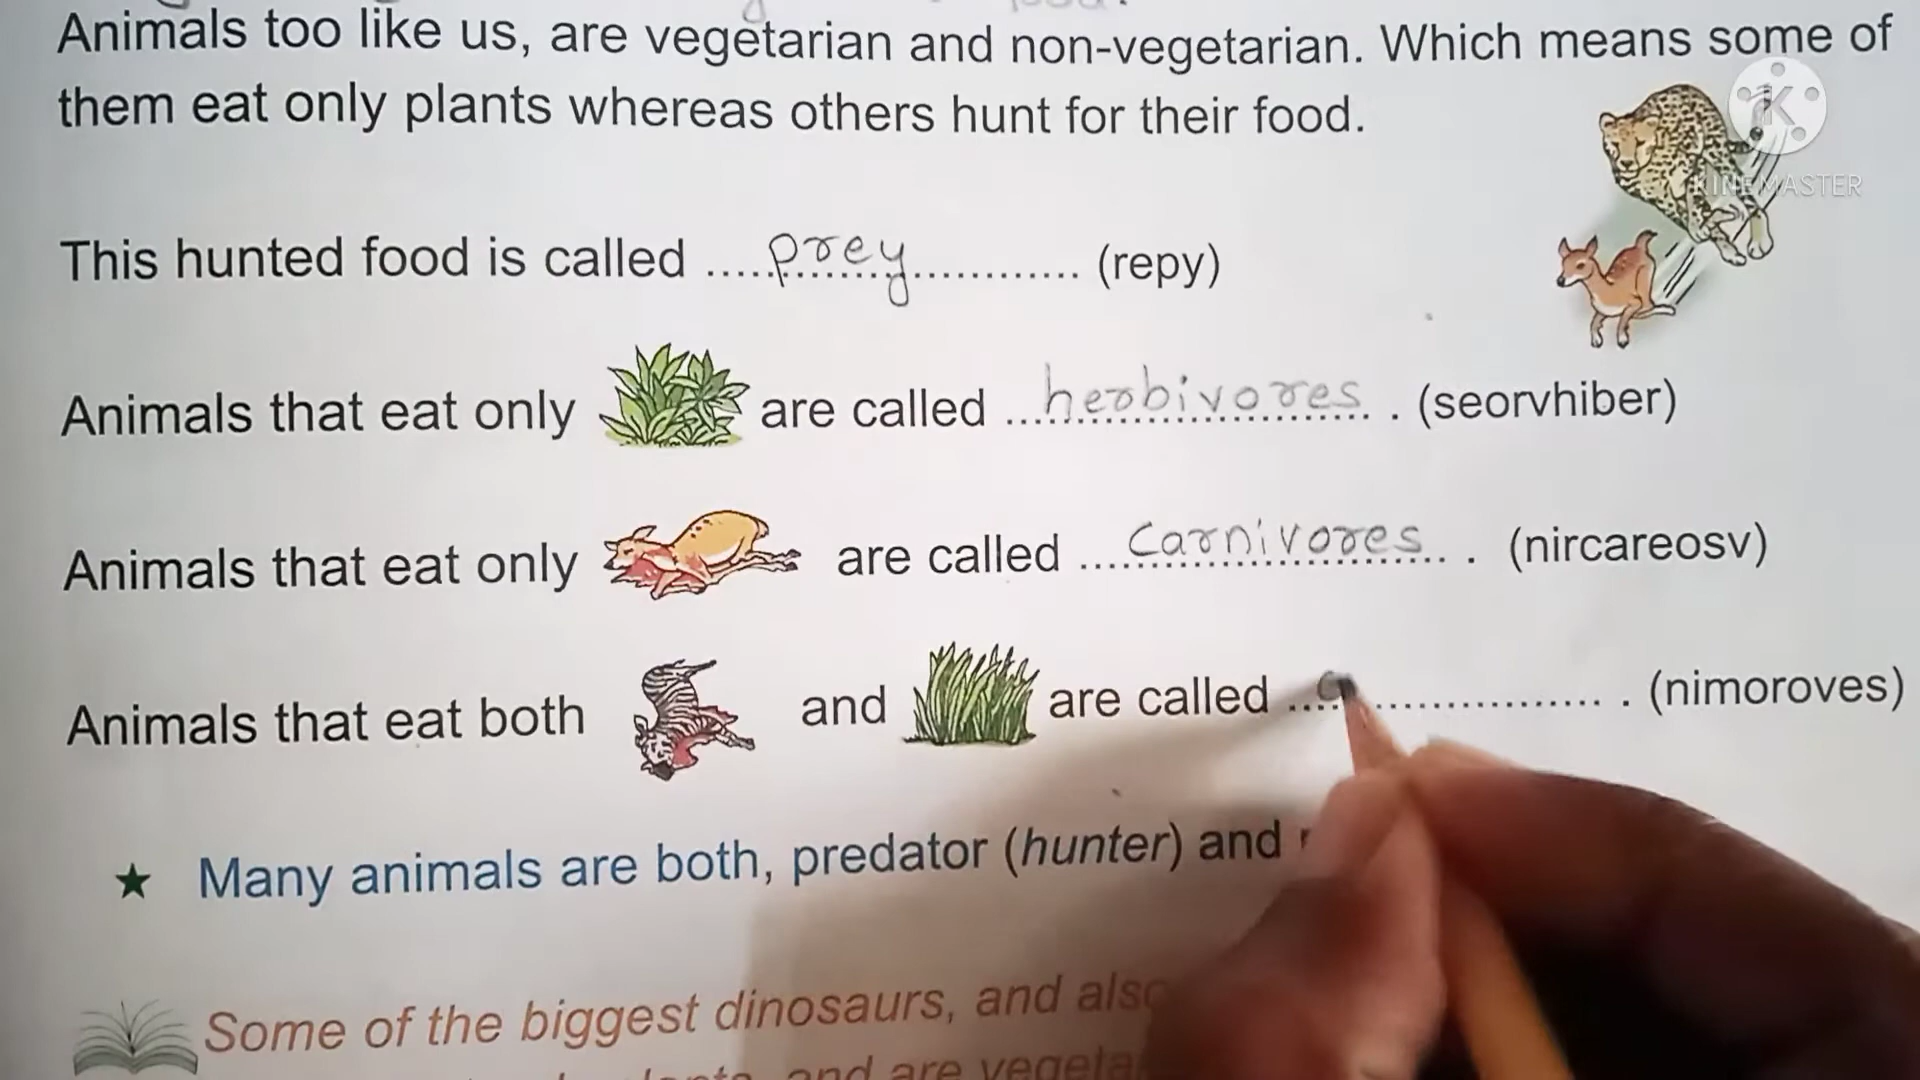 Animals too like us, are vegetarian and non-vegetarian. Which means some of
them eat only plants whereas others hunt for their food.
KINEMASTER
This hunted food is called ..... prey ............ (repy)
Animals that eat only are called ... herbivores . (seorvhiber)
Animals that eat only are called ... Carnivores . (nircareosv)
Animals that eat both and are called .................... . (nimoroves)
★ Many animals are both, predator (hunter) and
Some of the biggest dinosaurs, and also
and are